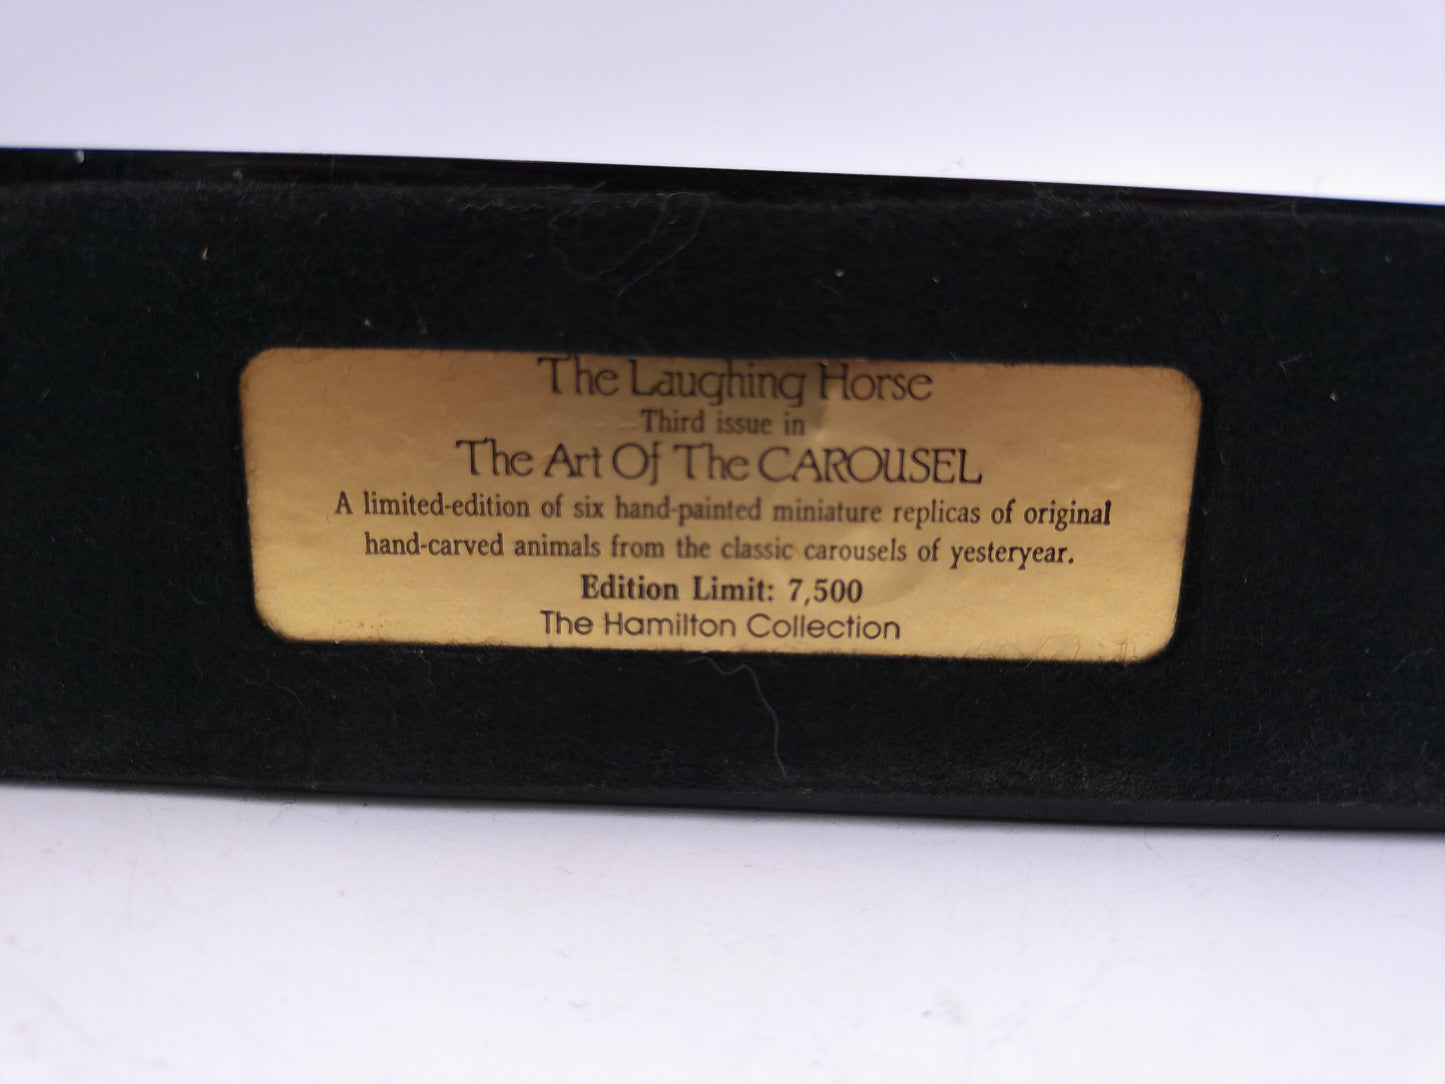 The Laughing Horse
Third issue in
The Art Of The CAROUSEL
A limited-edition of six hand-painted miniature replicas of original
hand-carved animals from the classic carousels of yesteryear.
Edition Limit: 7,500
The Hamilton Collection